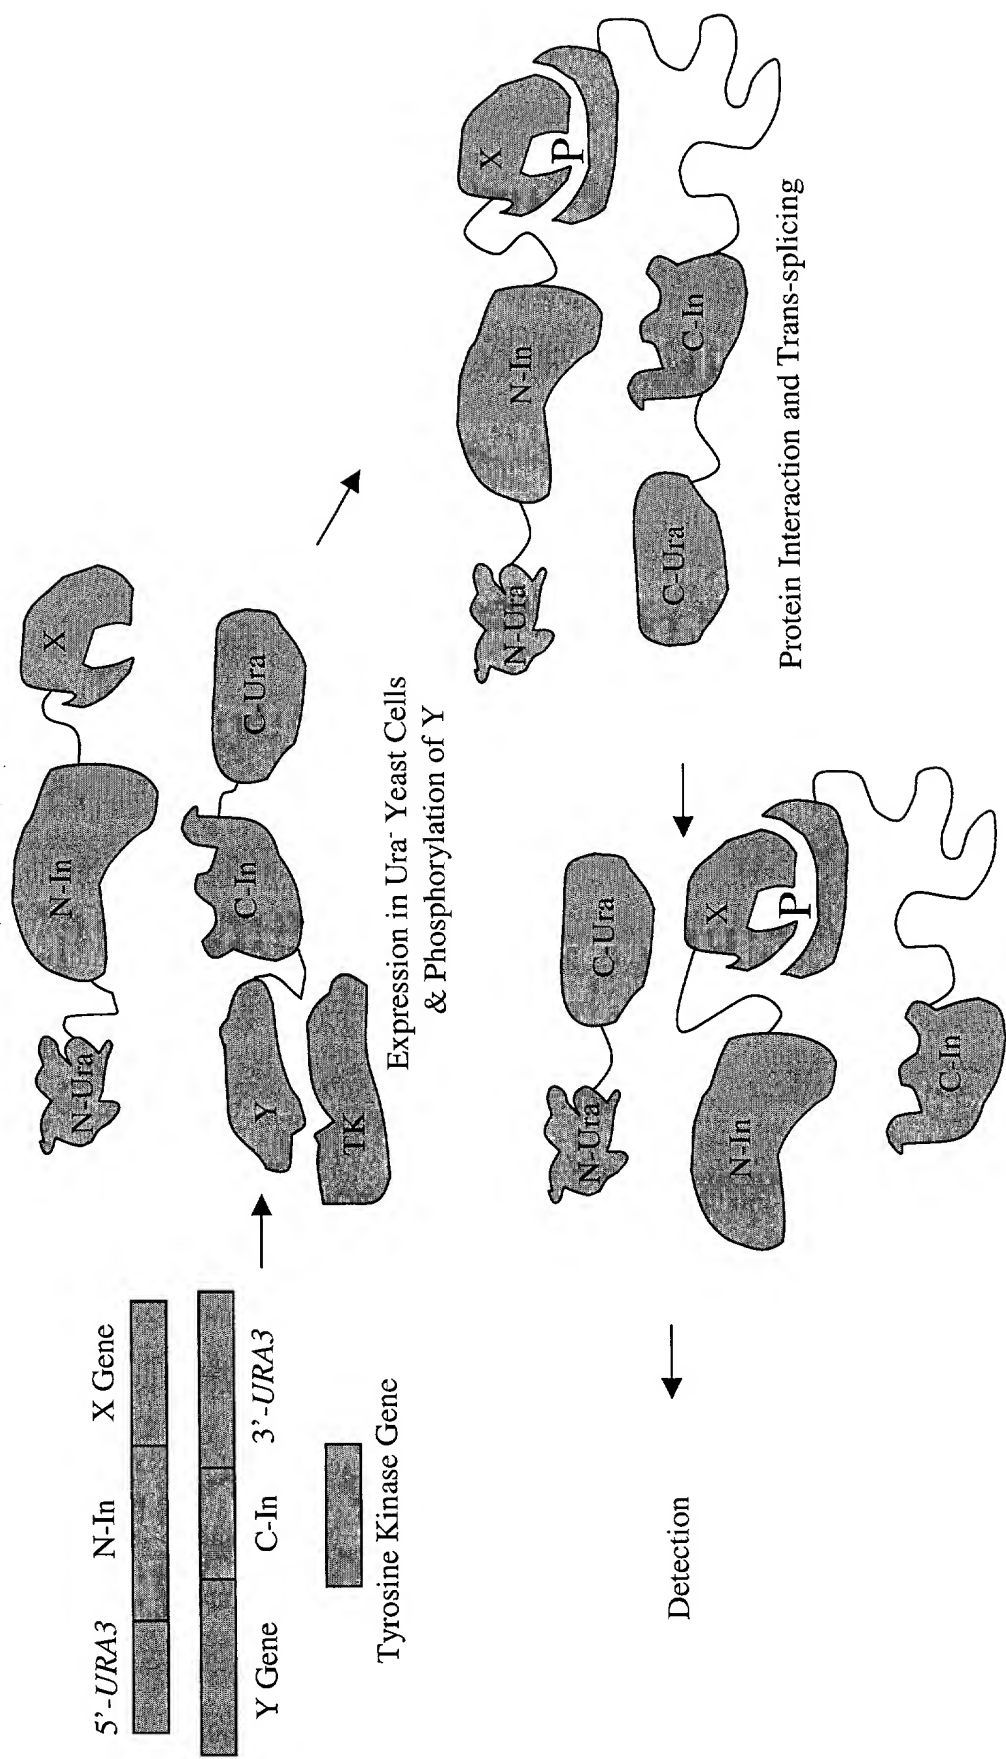 5'-URA3 N-In X Gene
Y Gene C-In 3'-URA3
Tyrosine Kinase Gene
N-Ura N-In X
Y C-In C-Ura
TK
Expression in Ura⁻ Yeast Cells
& Phosphorylation of Y
N-Ura N-In X
P
C-Ura C-In
Protein Interaction and Trans-splicing
N-Ura C-Ura
N-In X
P
C-In
Detection